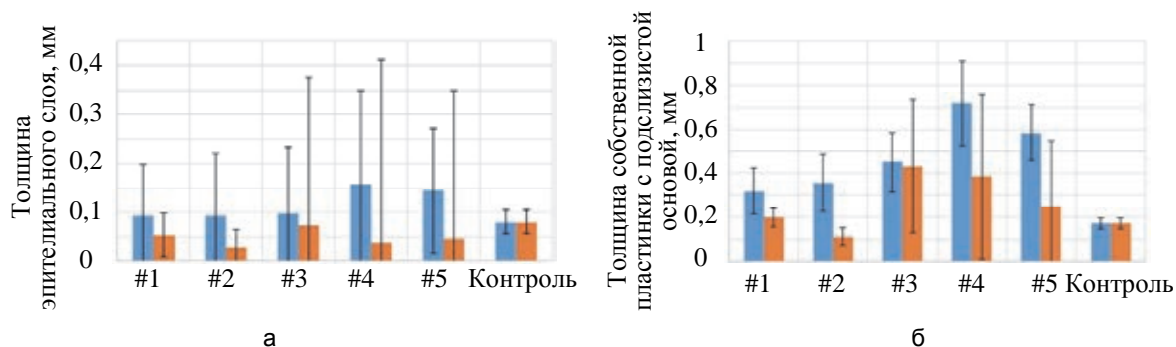 Толщина
эпителиального слоя, мм
0,4
0,3
0,2
0,1
0
#1 #2 #3 #4 #5 Контроль
а
Толщина собственной
пластинки с подслизистой
основой, мм
1
0,8
0,6
0,4
0,2
0
#1 #2 #3 #4 #5 Контроль
б